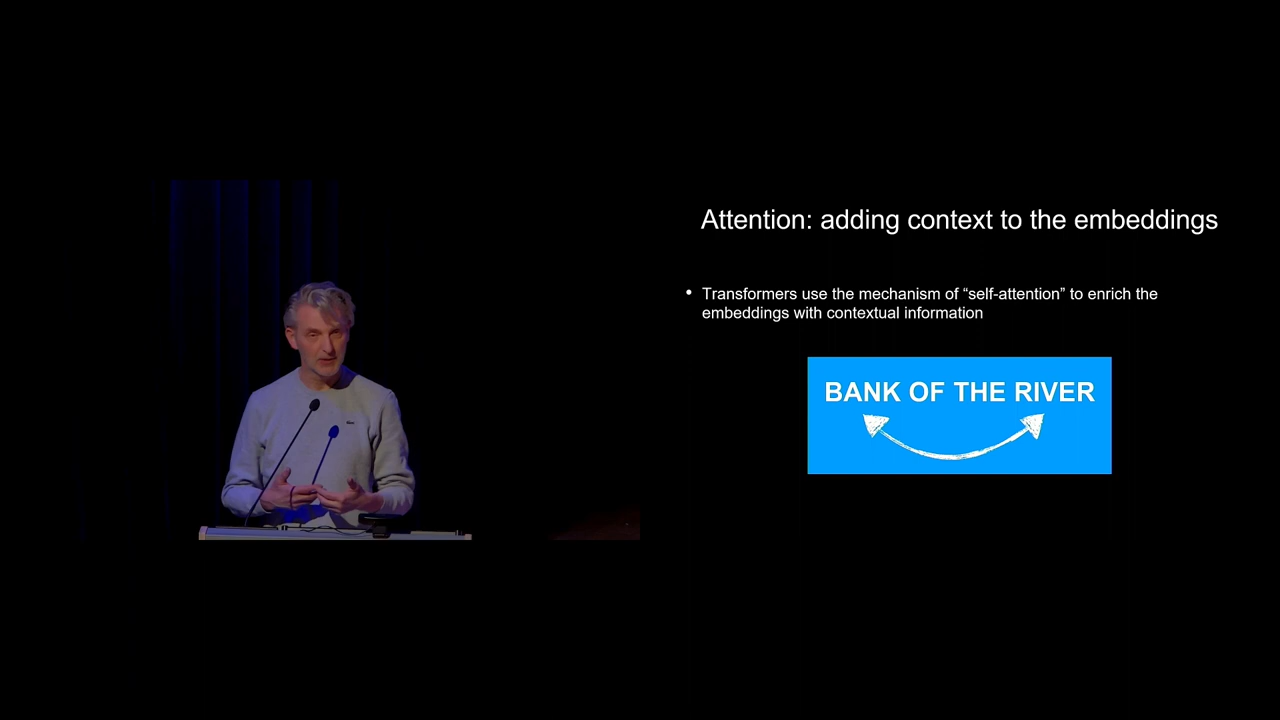 Attention: adding context to the embeddings
• Transformers use the mechanism of “self-attention” to enrich the
embeddings with contextual information
BANK OF THE RIVER